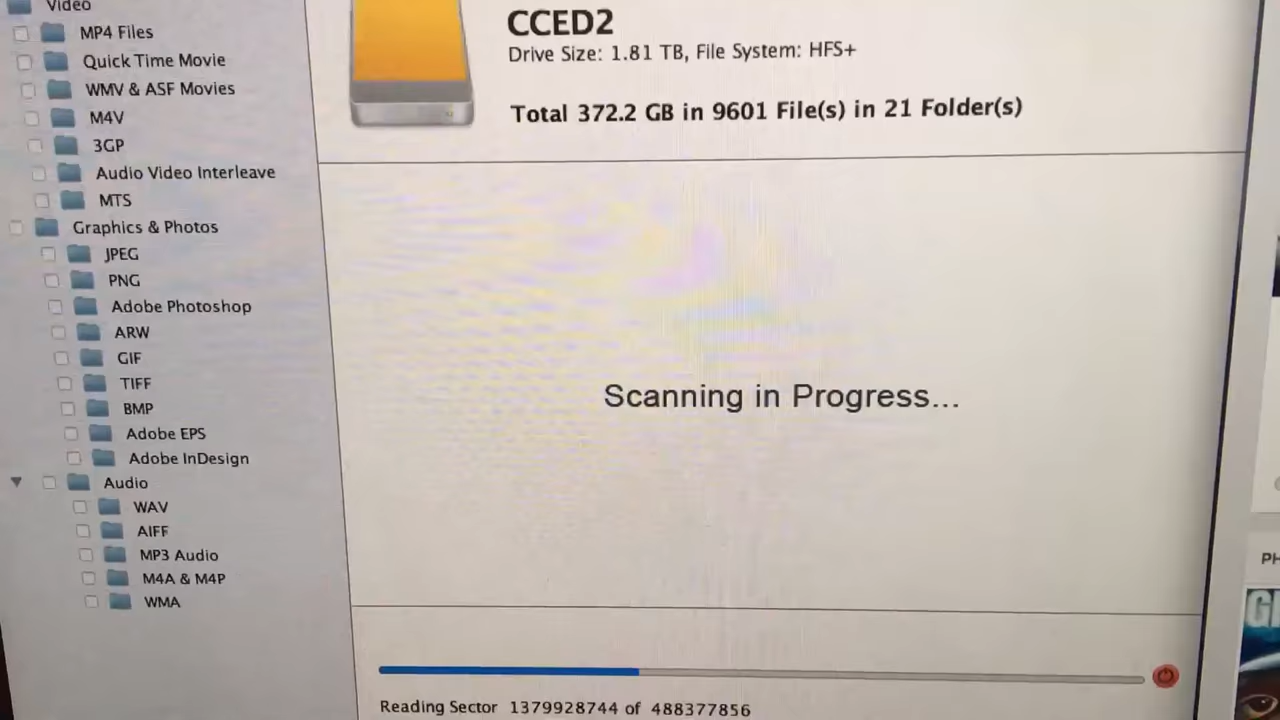 Video
MP4 Files
Quick Time Movie
WMV & ASF Movies
M4V
3GP
Audio Video Interleave
MTS
Graphics & Photos
JPEG
PNG
Adobe Photoshop
ARW
GIF
TIFF
BMP
Adobe EPS
Adobe InDesign
Audio
WAV
AIFF
MP3 Audio
M4A & M4P
WMA
CCED2
Drive Size: 1.81 TB, File System: HFS+
Total 372.2 GB in 9601 File(s) in 21 Folder(s)
Scanning in Progress...
Reading Sector 1379928744 of 488377856